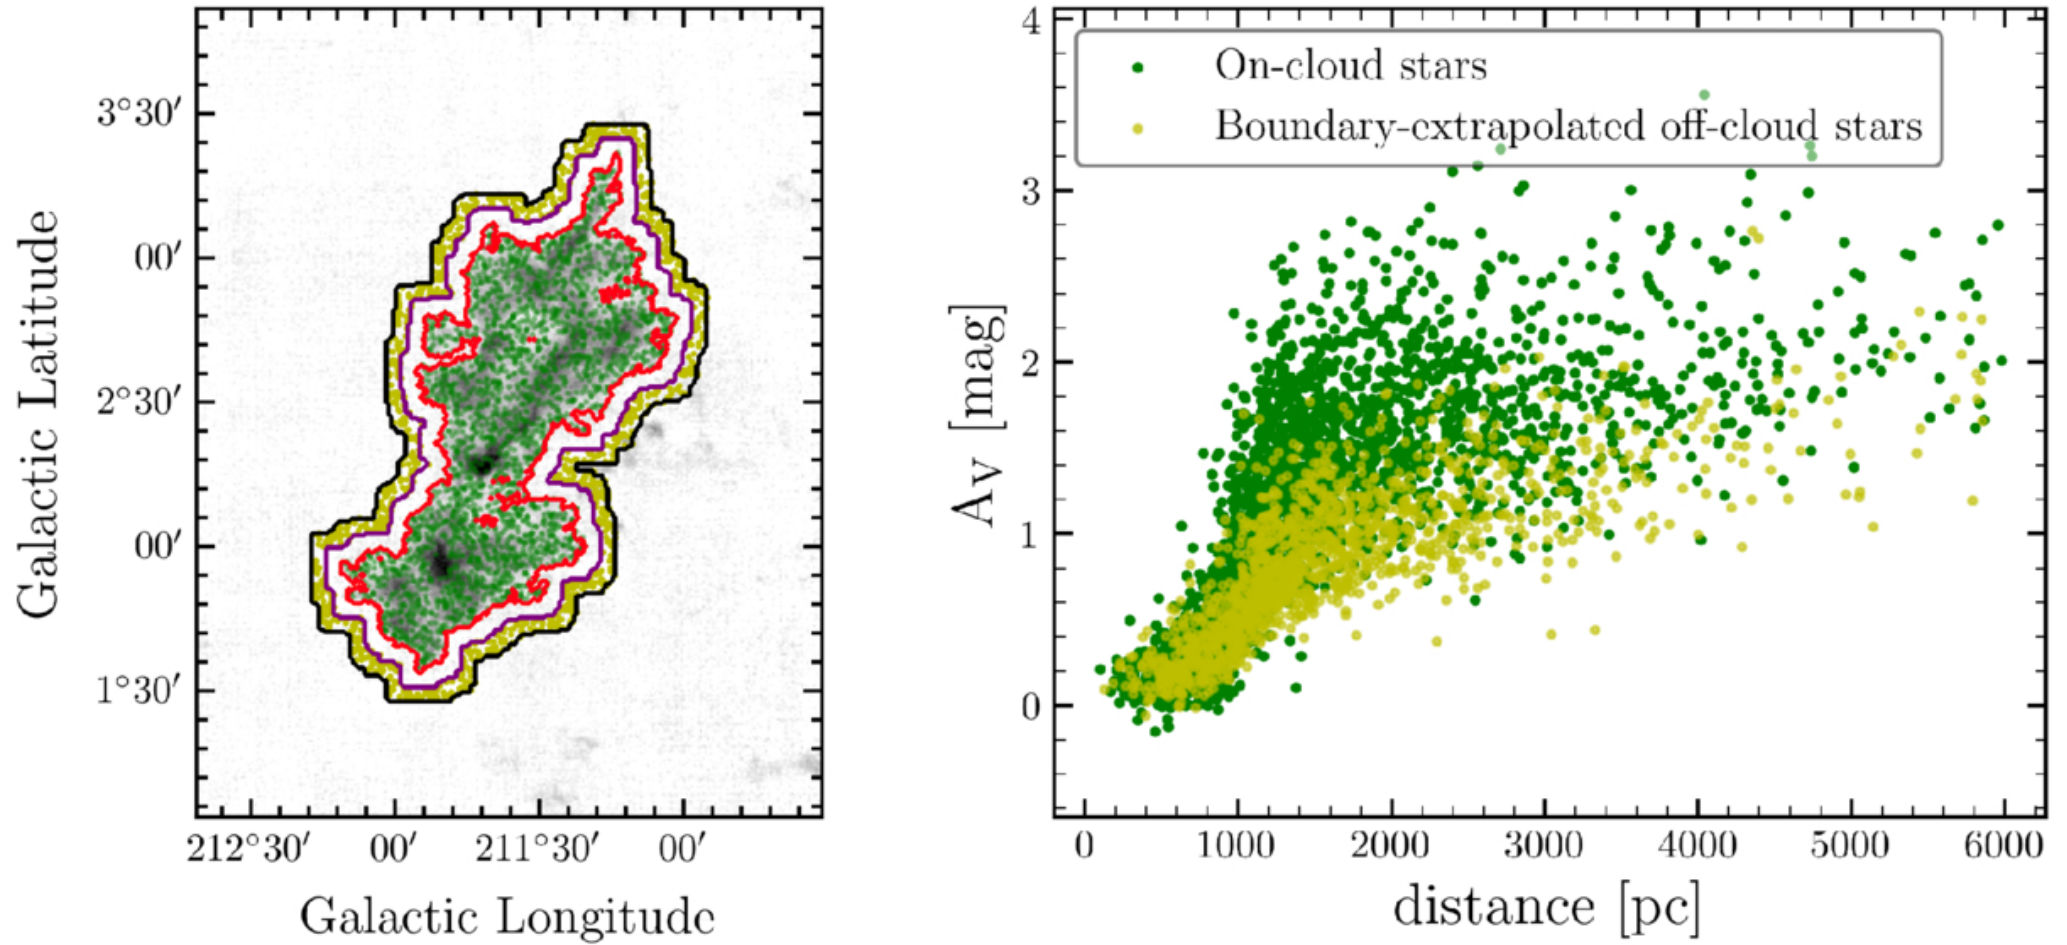 3°30′
00′
2°30′
00′
1°30′
Galactic Latitude
212°30′ 00′ 211°30′ 00′
Galactic Longitude
4
3
2
1
0
Av [mag]
On-cloud stars
Boundary-extrapolated off-cloud stars
0 1000 2000 3000 4000 5000 6000
distance [pc]